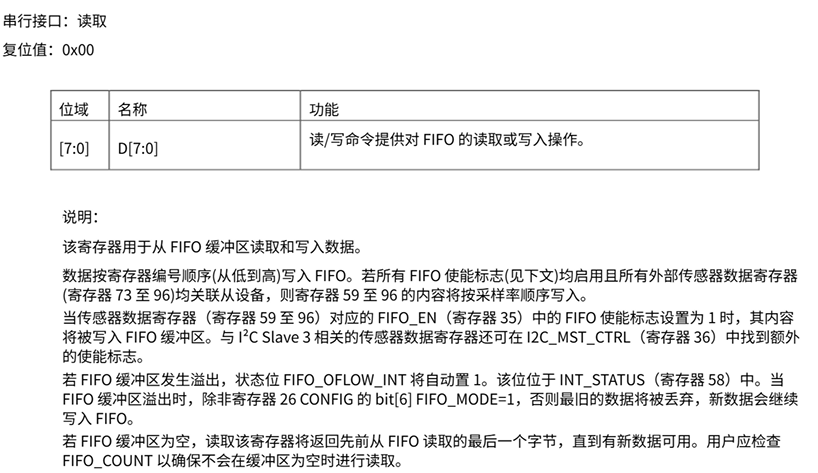 串行接口：读取
复位值：0x00
位域 名称 功能
[7:0] D[7:0] 读/写命令提供对 FIFO 的读取或写入操作。
说明：
该寄存器用于从 FIFO 缓冲区读取和写入数据。
数据按寄存器编号顺序(从低到高)写入 FIFO。若所有 FIFO 使能标志(见下文)均启用且所有外部传感器数据寄存器
(寄存器 73 至 96)均关联从设备，则寄存器 59 至 96 的内容将按采样率顺序写入。
当传感器数据寄存器（寄存器 59 至 96）对应的 FIFO_EN（寄存器 35）中的 FIFO 使能标志设置为 1 时，其内容
将被写入 FIFO 缓冲区。与 I²C Slave 3 相关的传感器数据寄存器还可在 I2C_MST_CTRL（寄存器 36）中找到额外
的使能标志。
若 FIFO 缓冲区发生溢出，状态位 FIFO_OFLOW_INT 将自动置 1。该位位于 INT_STATUS（寄存器 58）中。当
FIFO 缓冲区溢出时，除非寄存器 26 CONFIG 的 bit[6] FIFO_MODE=1，否则最旧的数据将被丢弃，新数据会继续
写入 FIFO。
若 FIFO 缓冲区为空，读取该寄存器将返回先前从 FIFO 读取的最后一个字节，直到有新数据可用。用户应检查
FIFO_COUNT 以确保不会在缓冲区为空时进行读取。